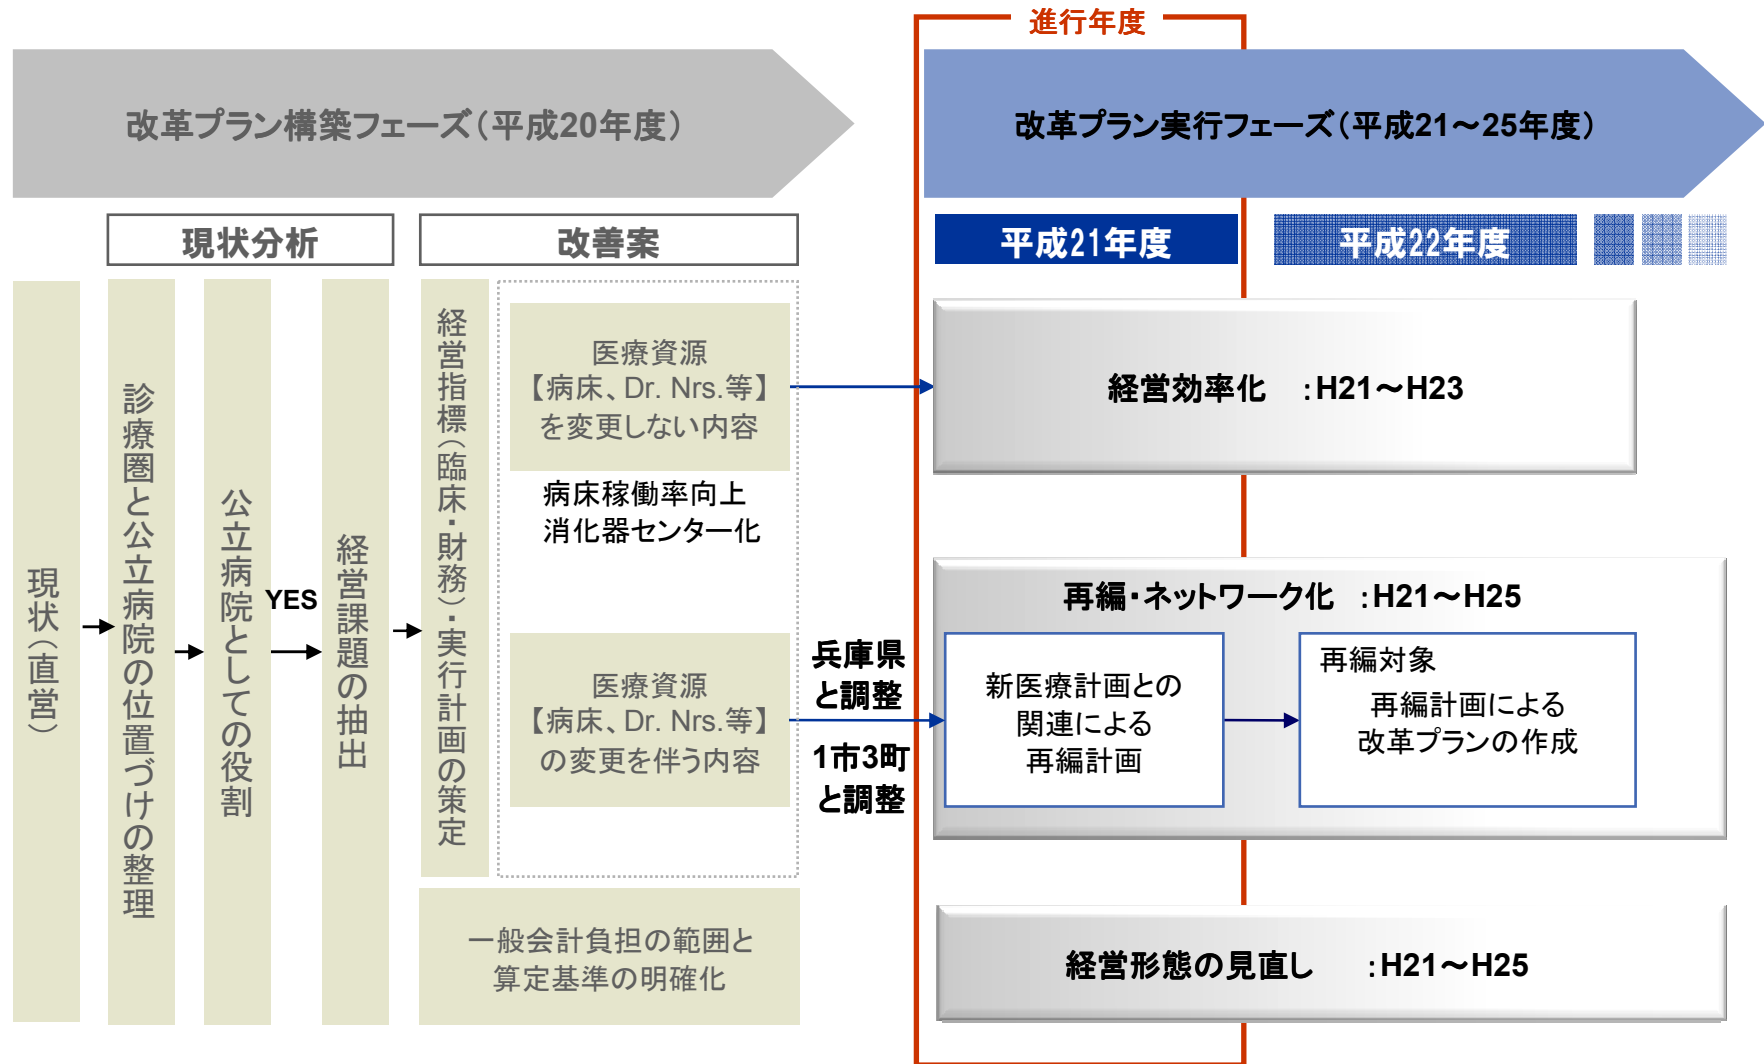 進行年度
改革プラン構築フェーズ（平成20年度）
改革プラン実行フェーズ（平成21～25年度）
現状分析
改善案
平成21年度
平成22年度
現状（直営）
診療圏と公立病院の位置づけの整理
公立病院としての役割
YES
経営課題の抽出
経営指標（臨床・財務）・実行計画の策定
医療資源
【病床、Dr. Nrs.等】
を変更しない内容
病床稼働率向上
消化器センター化
医療資源
【病床、Dr. Nrs.等】
の変更を伴う内容
一般会計負担の範囲と
算定基準の明確化
兵庫県
と調整
1市3町
と調整
経営効率化　：H21～H23
再編・ネットワーク化　：H21～H25
新医療計画との
関連による
再編計画
再編対象
再編計画による
改革プランの作成
経営形態の見直し　：H21～H25